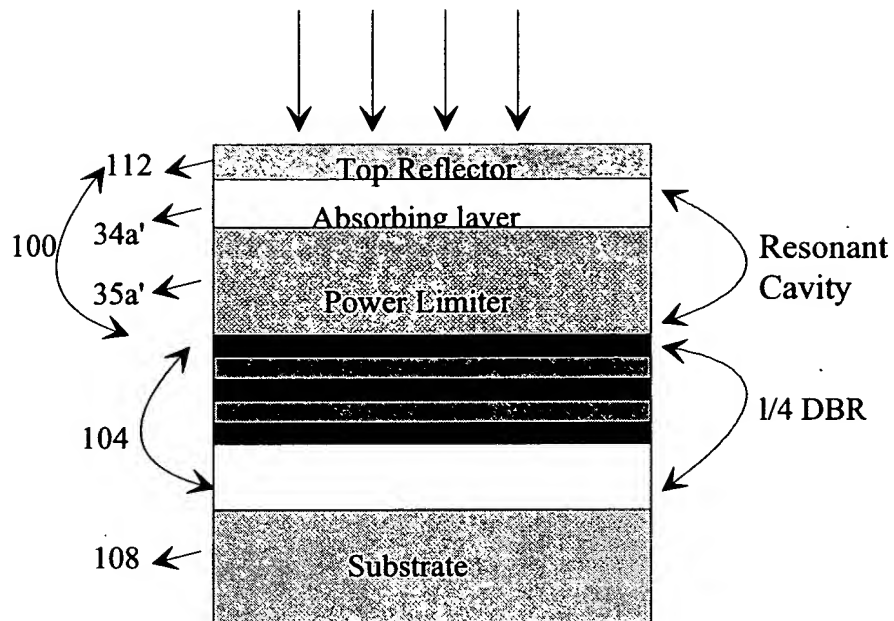 112
Top Reflector
34a'
Absorbing layer
100
Resonant
Cavity
35a'
Power Limiter
104
l/4 DBR
108
Substrate